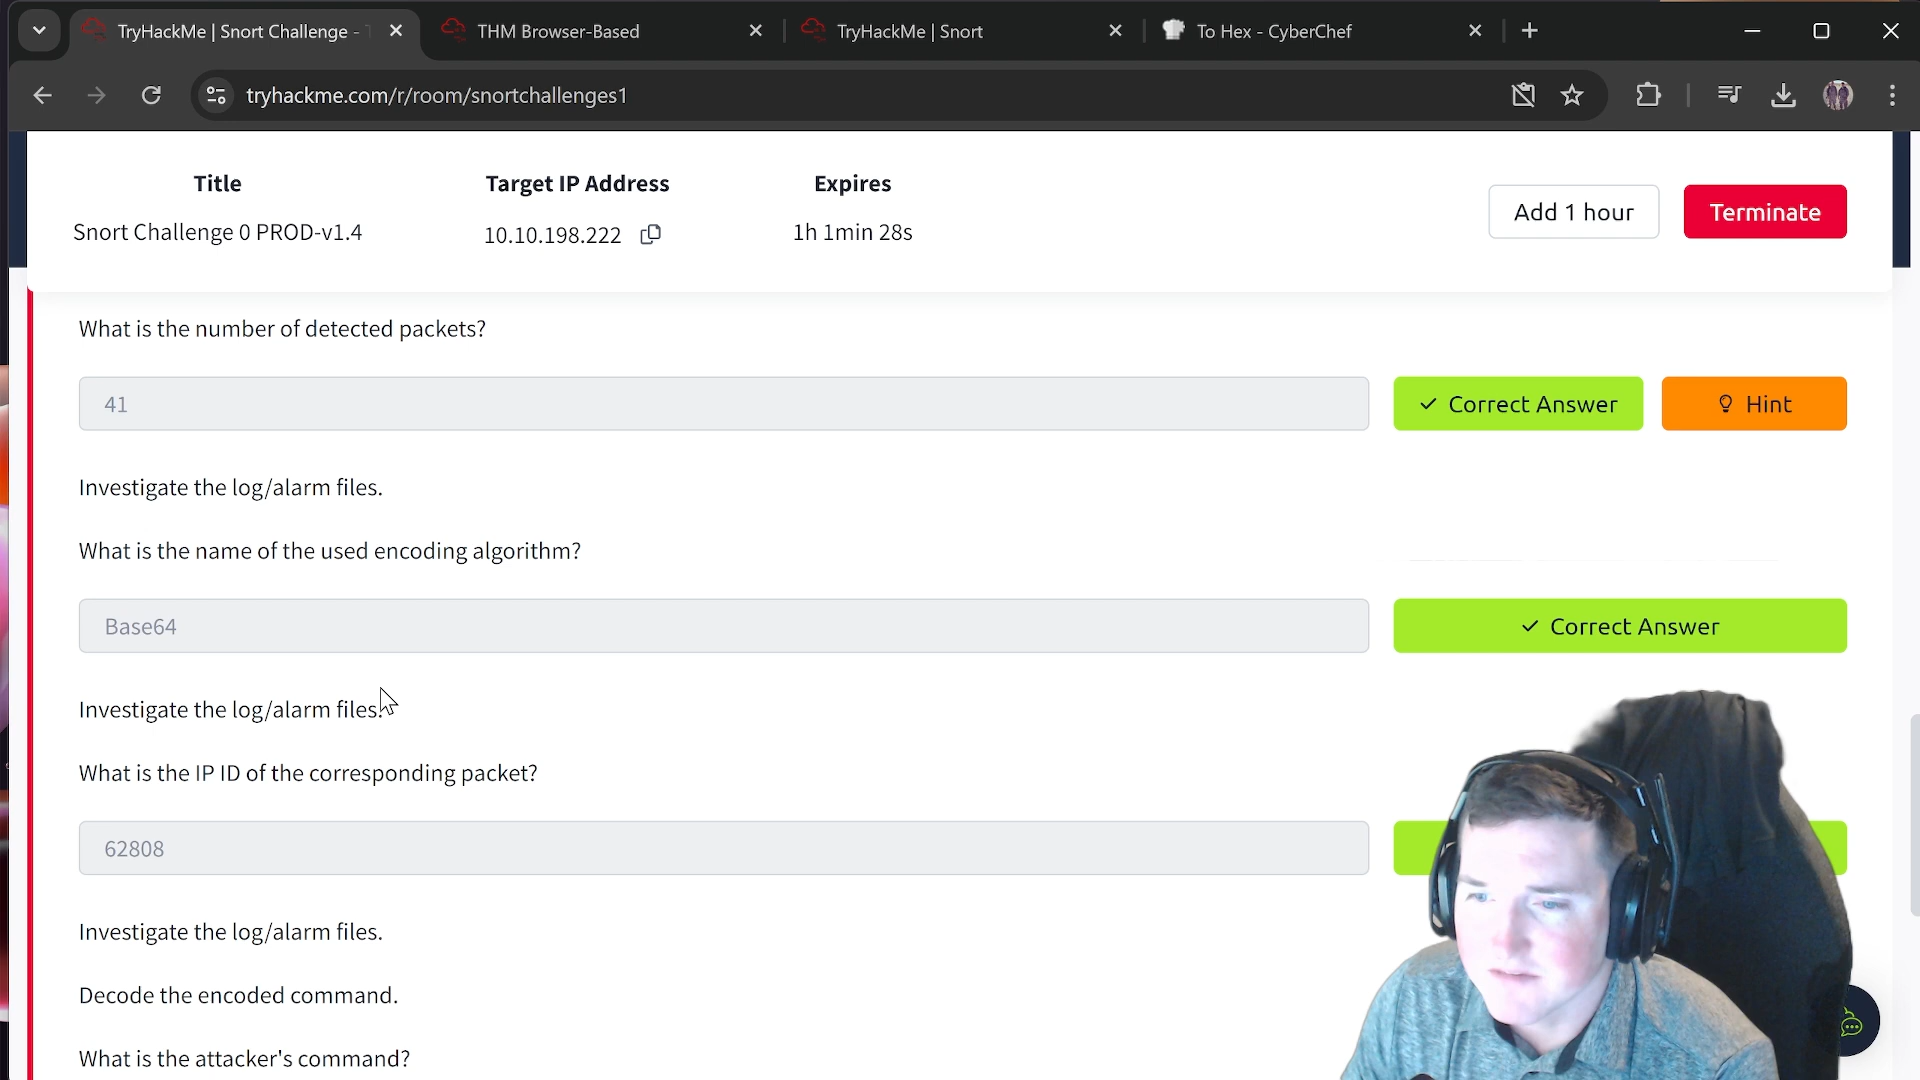 TryHackMe | Snort Challenge -
THM Browser-Based
TryHackMe | Snort
To Hex - CyberChef
tryhackme.com/r/room/snortchallenges1
Title
Target IP Address
Expires
Snort Challenge 0 PROD-v1.4
10.10.198.222
1h 1min 28s
Add 1 hour
Terminate
What is the number of detected packets?
41
Correct Answer
Hint
Investigate the log/alarm files.
What is the name of the used encoding algorithm?
Base64
Correct Answer
Investigate the log/alarm files.
What is the IP ID of the corresponding packet?
62808
Investigate the log/alarm files.
Decode the encoded command.
What is the attacker's command?